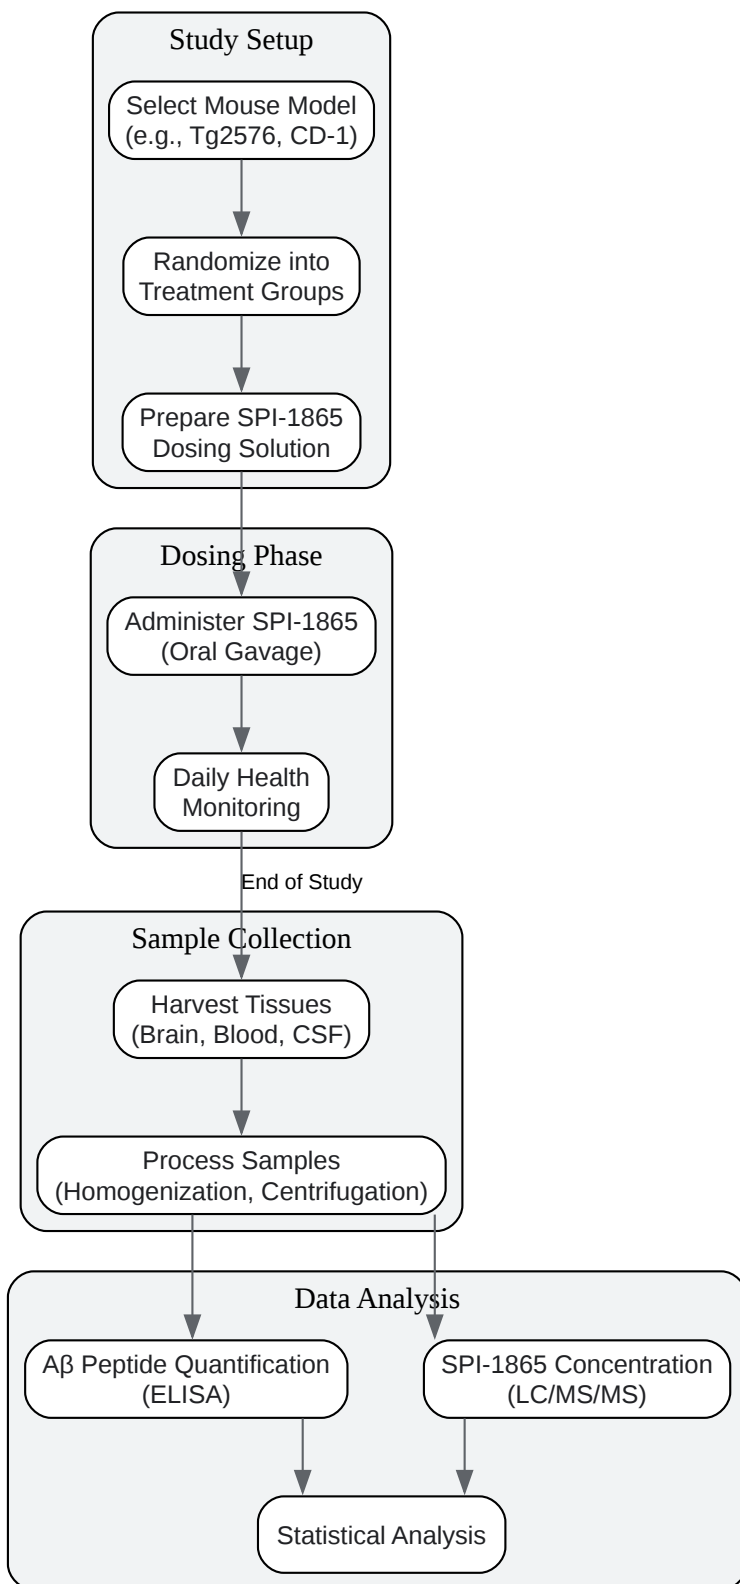 Study Setup
Select Mouse Model
(e.g., Tg2576, CD-1)
Randomize into
Treatment Groups
Prepare SPI-1865
Dosing Solution
Dosing Phase
Administer SPI-1865
(Oral Gavage)
Daily Health
Monitoring
End of Study
Sample Collection
Harvest Tissues
(Brain, Blood, CSF)
Process Samples
(Homogenization, Centrifugation)
Data Analysis
Aβ Peptide Quantification
(ELISA)
SPI-1865 Concentration
(LC/MS/MS)
Statistical Analysis